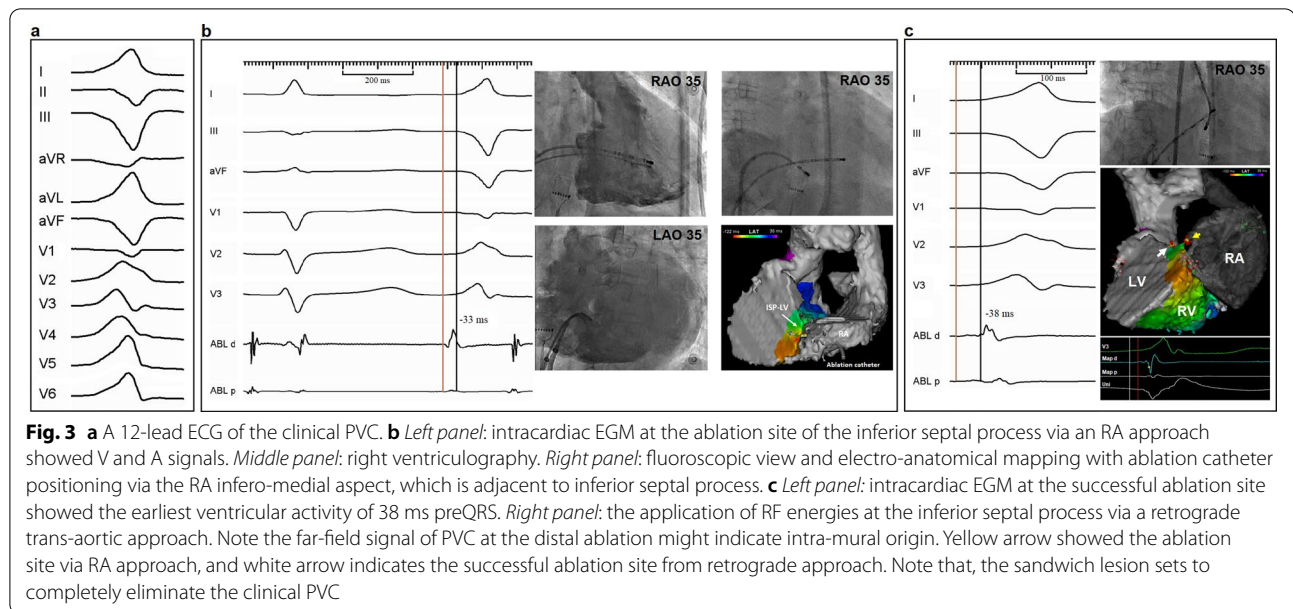 a
I
II
III
aVR
aVL
aVF
V1
V2
V3
V4
V5
V6
b
200 ms
I
III
aVF
V1
V2
V3
-33 ms
ABL d
ABL p
RAO 35
RAO 35
LAO 35
-122 ms LAT 36 ms
ISP-LV
RA
Ablation catheter
c
100 ms
I
III
aVF
V1
V2
V3
-38 ms
ABL d
ABL p
RAO 35
LAT
LV
RA
RV
V3
Map d
Map p
Uni
Fig. 3 a A 12-lead ECG of the clinical PVC. b Left panel: intracardiac EGM at the ablation site of the inferior septal process via an RA approach
showed V and A signals. Middle panel: right ventriculography. Right panel: fluoroscopic view and electro-anatomical mapping with ablation catheter
positioning via the RA infero-medial aspect, which is adjacent to inferior septal process. c Left panel: intracardiac EGM at the successful ablation site
showed the earliest ventricular activity of 38 ms preQRS. Right panel: the application of RF energies at the inferior septal process via a retrograde
trans-aortic approach. Note the far-field signal of PVC at the distal ablation might indicate intra-mural origin. Yellow arrow showed the ablation
site via RA approach, and white arrow indicates the successful ablation site from retrograde approach. Note that, the sandwich lesion sets to
completely eliminate the clinical PVC